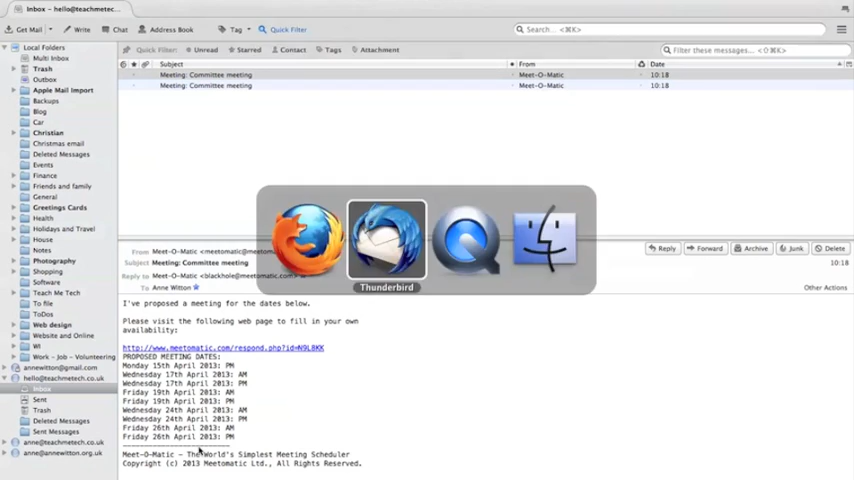 Inbox – hello@teachmetec...
Get Mail
Write
Chat
Address Book
Tag
Quick Filter
Search... <⌘K>
Local Folders
Multi Inbox
Trash
Outbox
Apple Mail Import
Backups
Blog
Car
Christian
Christmas email
Deleted Messages
Events
Finance
Friends and family
General
Greetings Cards
Health
Holidays and Travel
House
Notes
Photography
Shopping
Software
Teach Me Tech
To file
ToDos
Web design
Website and Online
WI
Work - Job - Volunteering
annewitton@gmail.com
hello@teachmetech.co.uk
Inbox
Sent
Trash
Deleted Messages
Sent Messages
anne@teachmetech.co.uk
anne@annewitton.org.uk
Quick Filter:
Unread
Starred
Contact
Tags
Attachment
Filter these messages... <⇧⌘K>
Subject From Date
Meeting: Committee meeting Meet-O-Matic 10:18
Meeting: Committee meeting Meet-O-Matic 10:18
Thunderbird
From Meet-O-Matic <meetomatic@meetoma
Subject Meeting: Committee meeting
Reply to Meet-O-Matic <blackhole@meetomatic.com>
To Anne Witton
Reply
Forward
Archive
Junk
Delete
10:18
Other Actions
I've proposed a meeting for the dates below.
Please visit the following web page to fill in your own
availability:
http://www.meetomatic.com/respond.php?id=N9L8KK
PROPOSED MEETING DATES:
Monday 15th April 2013: PM
Wednesday 17th April 2013: AM
Wednesday 17th April 2013: PM
Friday 19th April 2013: AM
Friday 19th April 2013: PM
Wednesday 24th April 2013: AM
Wednesday 24th April 2013: PM
Friday 26th April 2013: AM
Friday 26th April 2013: PM
Meet-O-Matic - The World's Simplest Meeting Scheduler
Copyright (c) 2013 Meetomatic Ltd., All Rights Reserved.